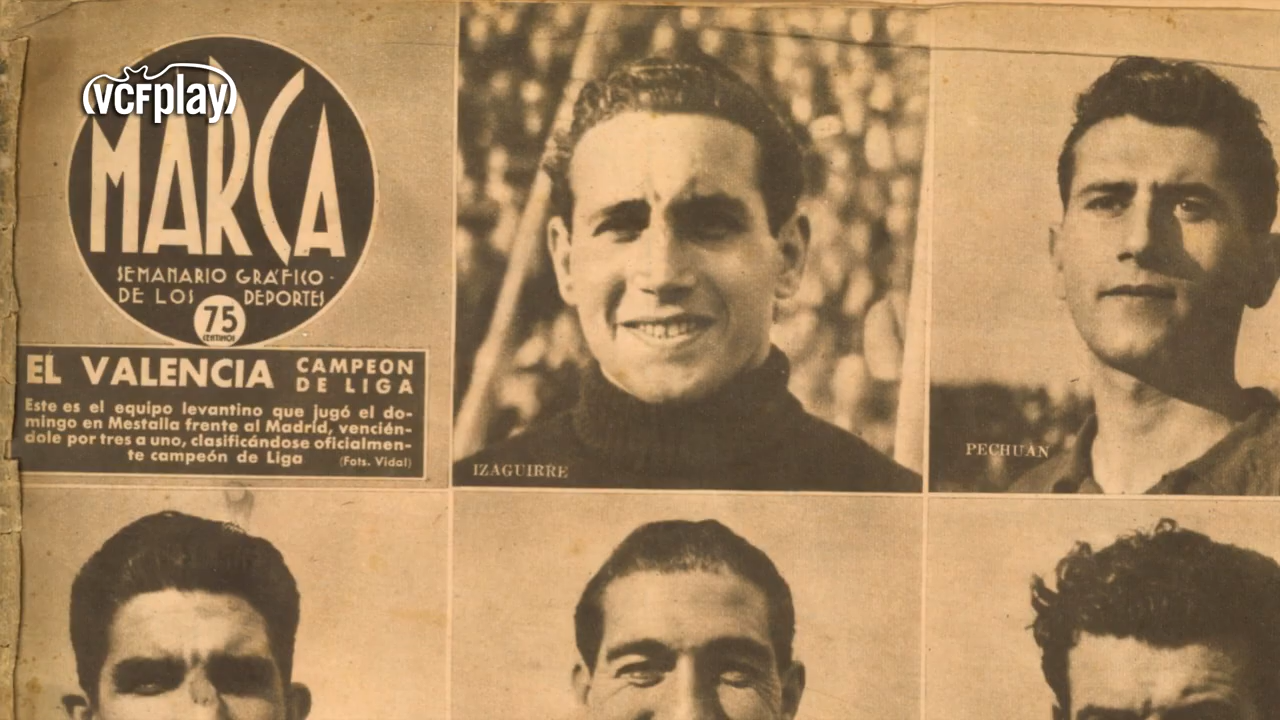 VCFplay
MARCA
SEMANARIO GRÁFICO
DE LOS DEPORTES
75
CENTIMOS
EL VALENCIA CAMPEON
DE LIGA
Este es el equipo levantino que jugó el do-
mingo en Mestalla frente al Madrid, vencién-
dole por tres a uno, clasificándose oficialmen-
te campeón de Liga (Fots. Vidal)
IZAGUIRRE
PECHUÁN